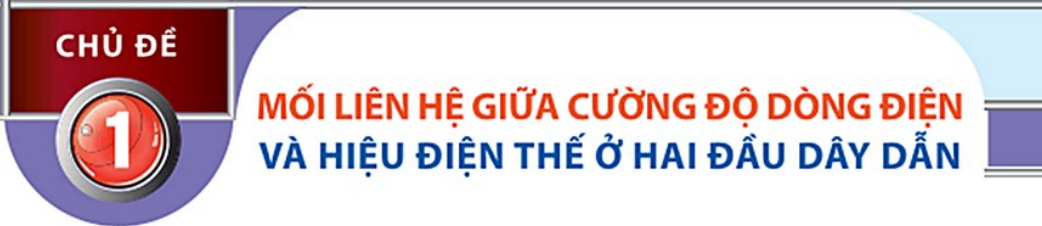 CHỦ ĐỀ
1
MỐI LIÊN HỆ GIỮA CƯỜNG ĐỘ DÒNG ĐIỆN
VÀ HIỆU ĐIỆN THẾ Ở HAI ĐẦU DÂY DẪN